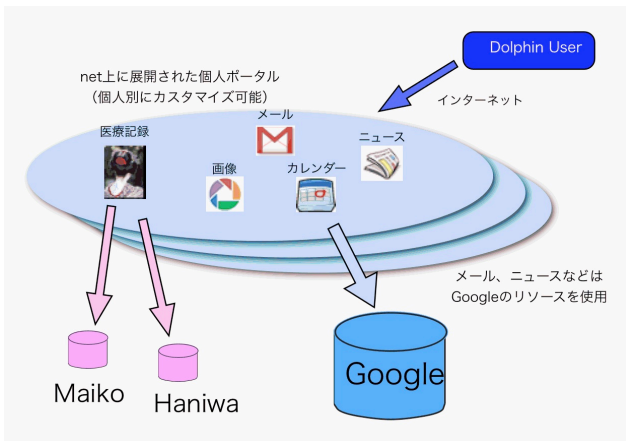 Dolphin User
net上に展開された個人ポータル
（個人別にカスタマイズ可能）
インターネット
メール
医療記録
ニュース
画像
カレンダー
メール、ニュースなどは
Googleのリソースを使用
Google
Maiko
Haniwa